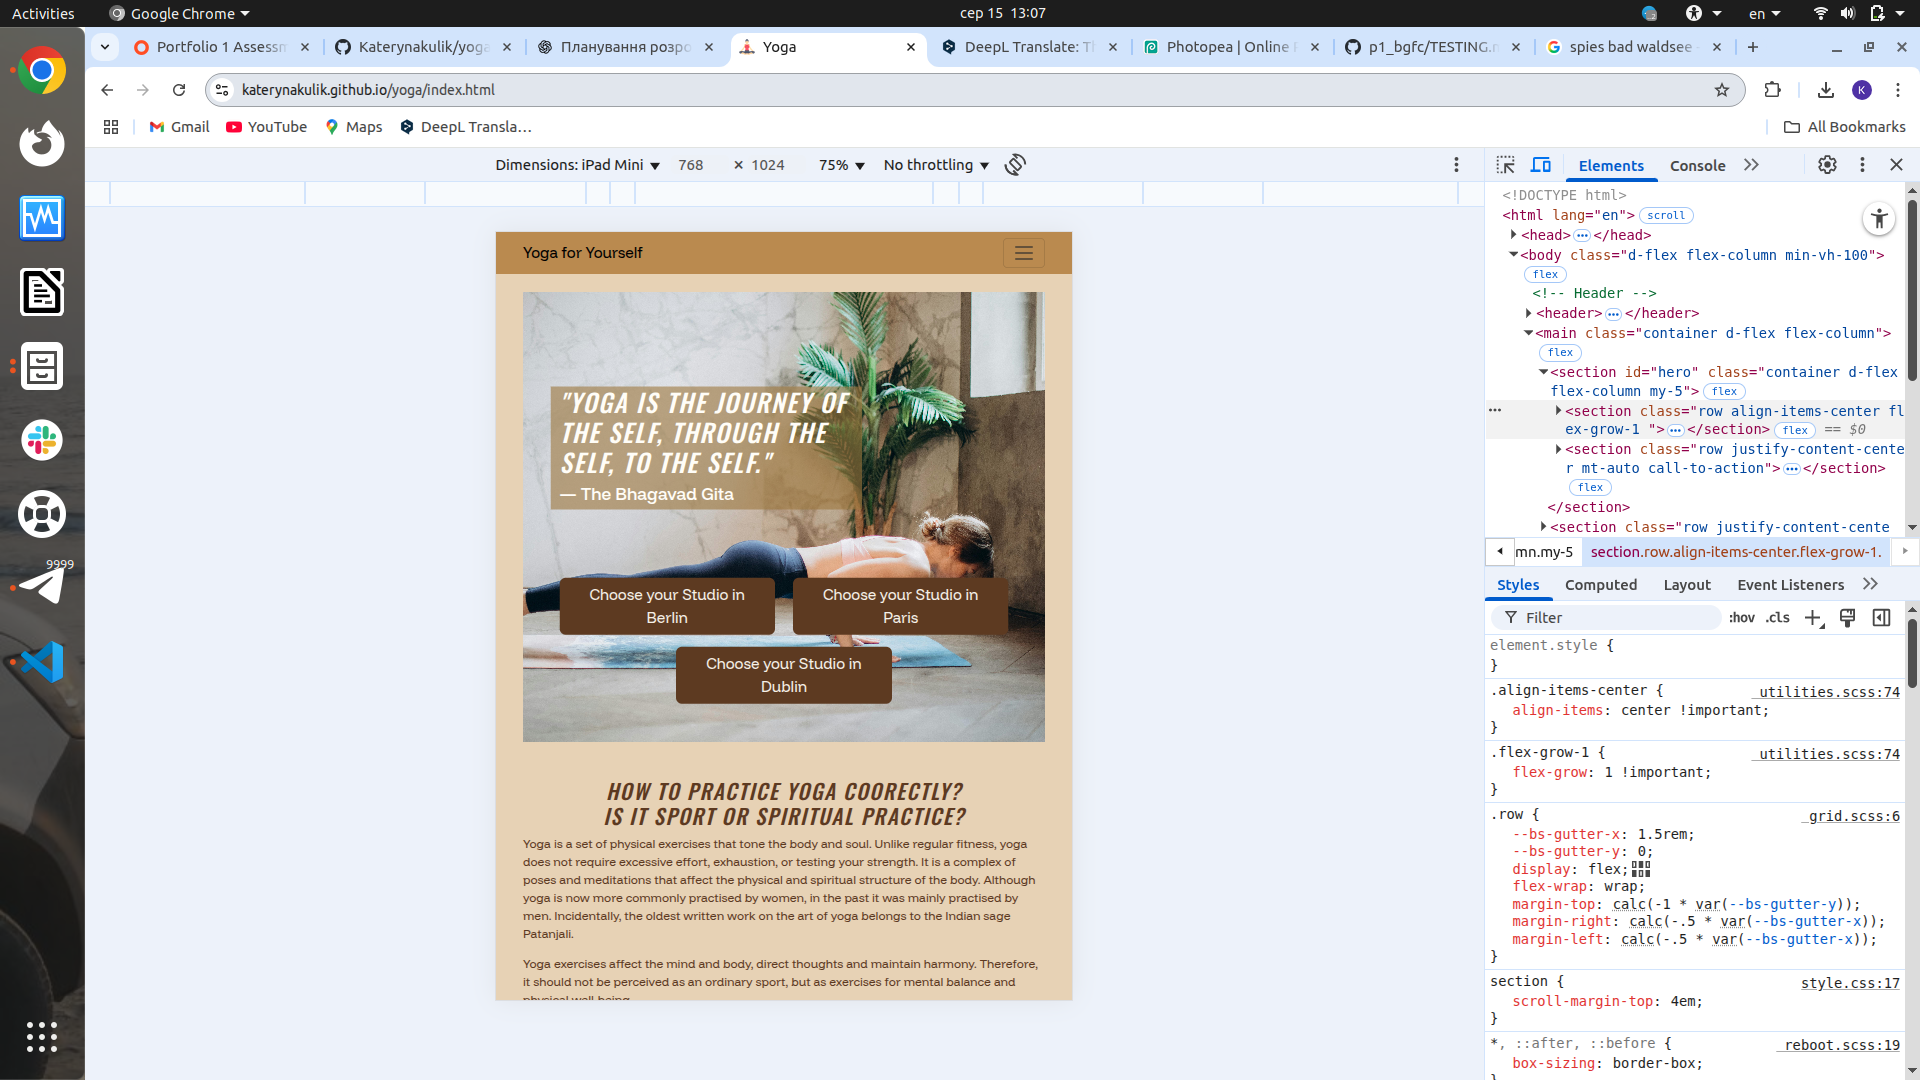 Activities
Google Chrome
сер 15 13:07
en
Portfolio 1 Assessm
Katerynakulik/yoga
Планування розро
Yoga
DeepL Translate: Th
Photopea | Online P
p1_bgfc/TESTING.m
spies bad waldsee
katerynakulik.github.io/yoga/index.html
K
Gmail
YouTube
Maps
DeepL Transla…
All Bookmarks
Dimensions: iPad Mini
768
×
1024
75%
No throttling
Elements
Console
<!DOCTYPE html>
<html lang="en"> scroll
<head> ••• </head>
<body class="d-flex flex-column min-vh-100">
flex
<!-- Header -->
<header> ••• </header>
<main class="container d-flex flex-column">
flex
<section id="hero" class="container d-flex
flex-column my-5"> flex
••• <section class="row align-items-center fl
ex-grow-1 "> ••• </section> flex == $0
<section class="row justify-content-cente
r mt-auto call-to-action"> ••• </section>
flex
</section>
<section class="row justify-content-cente
mn.my-5
section.row.align-items-center.flex-grow-1.
Styles
Computed
Layout
Event Listeners
Filter
:hov
.cls
element.style {
}
.align-items-center {
_utilities.scss:74
align-items: center !important;
}
.flex-grow-1 {
_utilities.scss:74
flex-grow: 1 !important;
}
.row {
_grid.scss:6
--bs-gutter-x: 1.5rem;
--bs-gutter-y: 0;
display: flex;
flex-wrap: wrap;
margin-top: calc(-1 * var(--bs-gutter-y));
margin-right: calc(-.5 * var(--bs-gutter-x));
margin-left: calc(-.5 * var(--bs-gutter-x));
}
section {
style.css:17
scroll-margin-top: 4em;
}
*, ::after, ::before {
_reboot.scss:19
box-sizing: border-box;
}
9999
Yoga for Yourself
"YOGA IS THE JOURNEY OF
THE SELF, THROUGH THE
SELF, TO THE SELF."
— The Bhagavad Gita
Choose your Studio in
Berlin
Choose your Studio in
Paris
Choose your Studio in
Dublin
HOW TO PRACTICE YOGA COORECTLY?
IS IT SPORT OR SPIRITUAL PRACTICE?
Yoga is a set of physical exercises that tone the body and soul. Unlike regular fitness, yoga
does not require excessive effort, exhaustion, or testing your strength. It is a complex of
poses and meditations that affect the physical and spiritual structure of the body. Although
yoga is now more commonly practised by women, in the past it was mainly practised by
men. Incidentally, the oldest written work on the art of yoga belongs to the Indian sage
Patanjali.
Yoga exercises affect the mind and body, direct thoughts and maintain harmony. Therefore,
it should not be perceived as an ordinary sport, but as exercises for mental balance and
physical well-being.